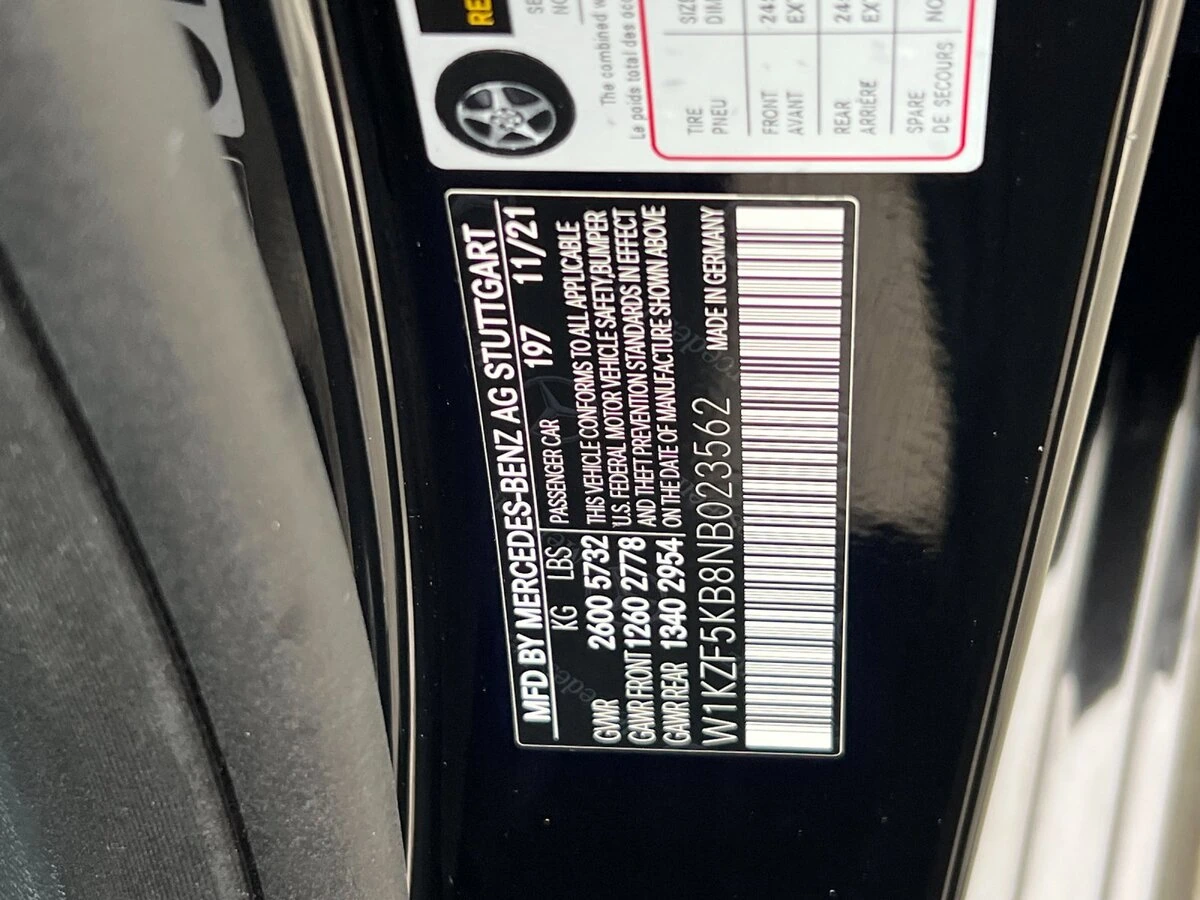 MFD BY MERCEDES-BENZ AG STUTTGART
KG LBS PASSENGER CAR 197 11/21
GVWR 2600 5732 THIS VEHICLE CONFORMS TO ALL APPLICABLE
GAWR FRONT 1260 2778 U.S. FEDERAL MOTOR VEHICLE SAFETY,BUMPER
GAWR REAR 1340 2954 AND THEFT PREVENTION STANDARDS IN EFFECT
ON THE DATE OF MANUFACTURE SHOWN ABOVE
W1KZF5KB8NB023562 MADE IN GERMANY
The combined
Le poids total des
TIRE SIZE
PNEU
FRONT
AVANT
REAR
ARRIÈRE
SPARE NO
DE SECOURS